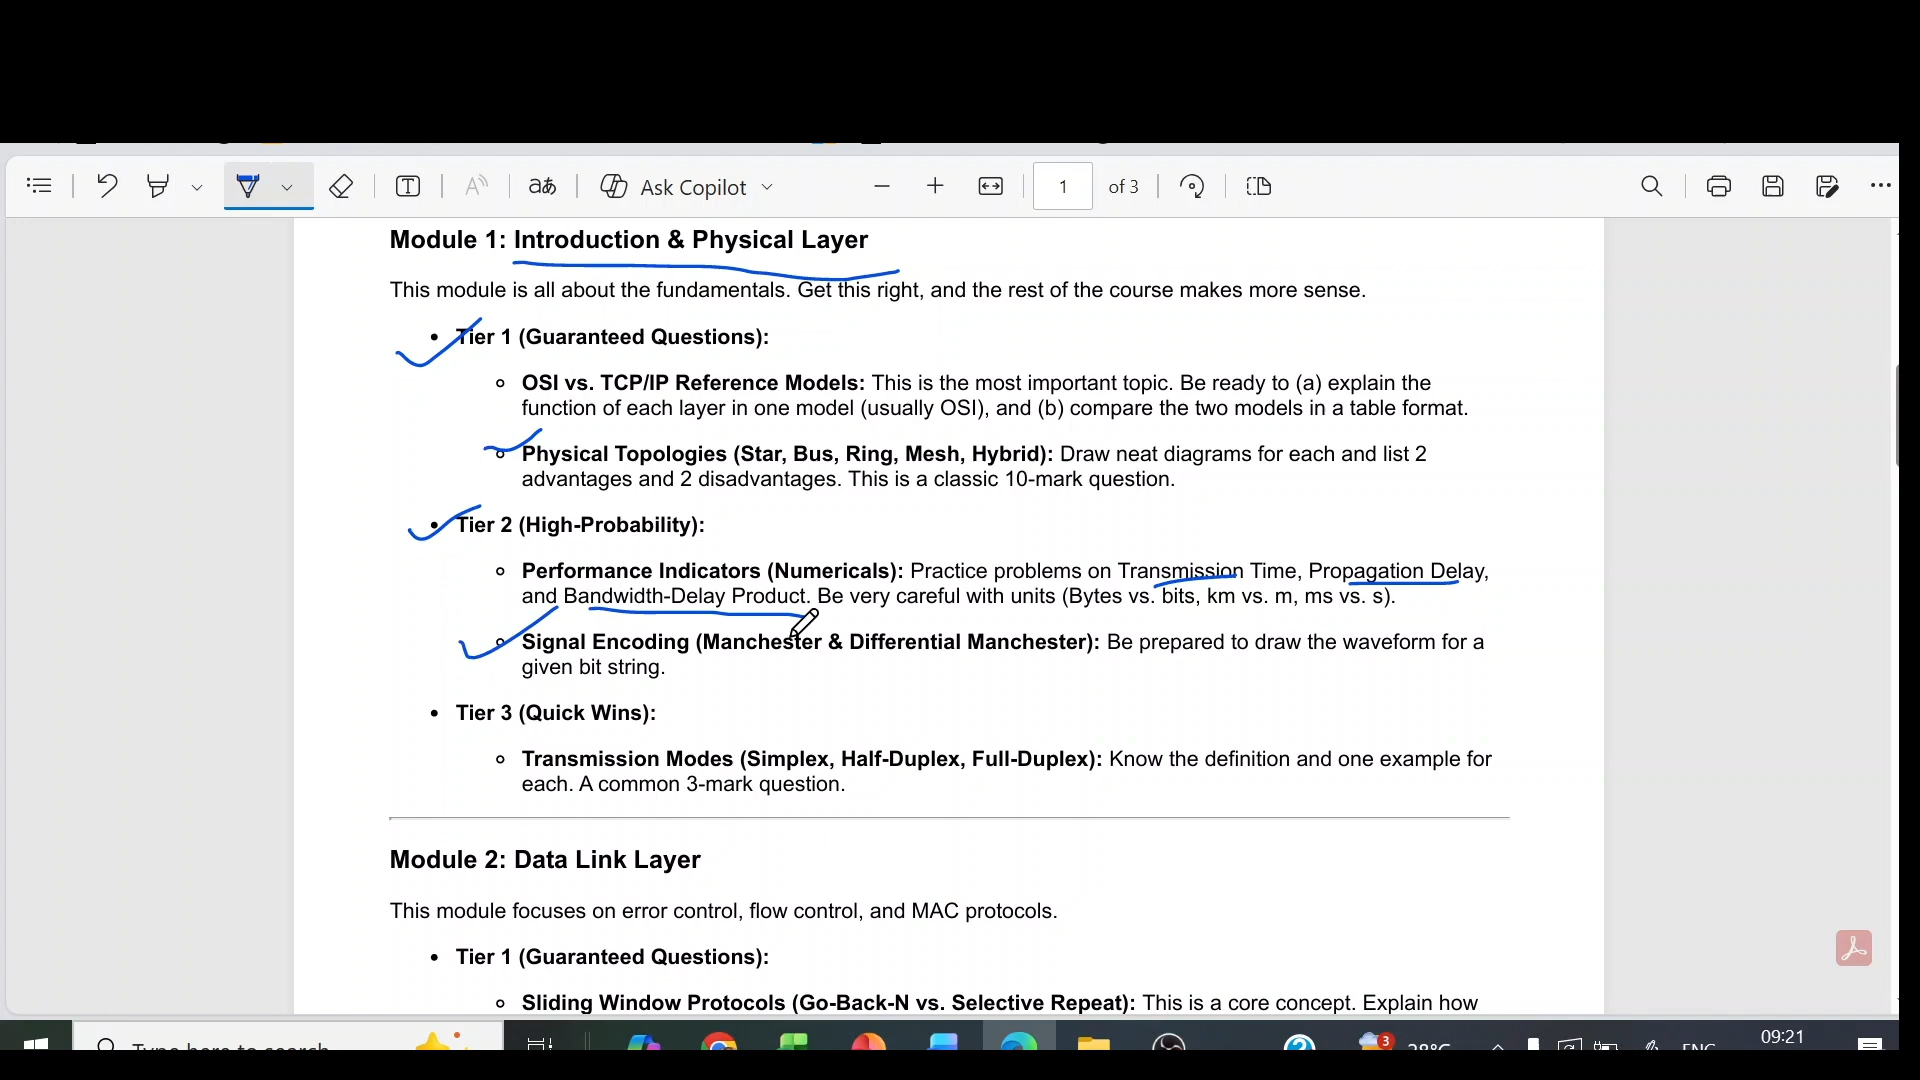 Ask Copilot
1 of 3
Module 1: Introduction & Physical Layer
This module is all about the fundamentals. Get this right, and the rest of the course makes more sense.
• Tier 1 (Guaranteed Questions):
OSI vs. TCP/IP Reference Models: This is the most important topic. Be ready to (a) explain the
function of each layer in one model (usually OSI), and (b) compare the two models in a table format.
Physical Topologies (Star, Bus, Ring, Mesh, Hybrid): Draw neat diagrams for each and list 2
advantages and 2 disadvantages. This is a classic 10-mark question.
• Tier 2 (High-Probability):
Performance Indicators (Numericals): Practice problems on Transmission Time, Propagation Delay,
and Bandwidth-Delay Product. Be very careful with units (Bytes vs. bits, km vs. m, ms vs. s).
Signal Encoding (Manchester & Differential Manchester): Be prepared to draw the waveform for a
given bit string.
• Tier 3 (Quick Wins):
Transmission Modes (Simplex, Half-Duplex, Full-Duplex): Know the definition and one example for
each. A common 3-mark question.
Module 2: Data Link Layer
This module focuses on error control, flow control, and MAC protocols.
• Tier 1 (Guaranteed Questions):
Sliding Window Protocols (Go-Back-N vs. Selective Repeat): This is a core concept. Explain how
Type here to search
3
28°C
ENG
09:21